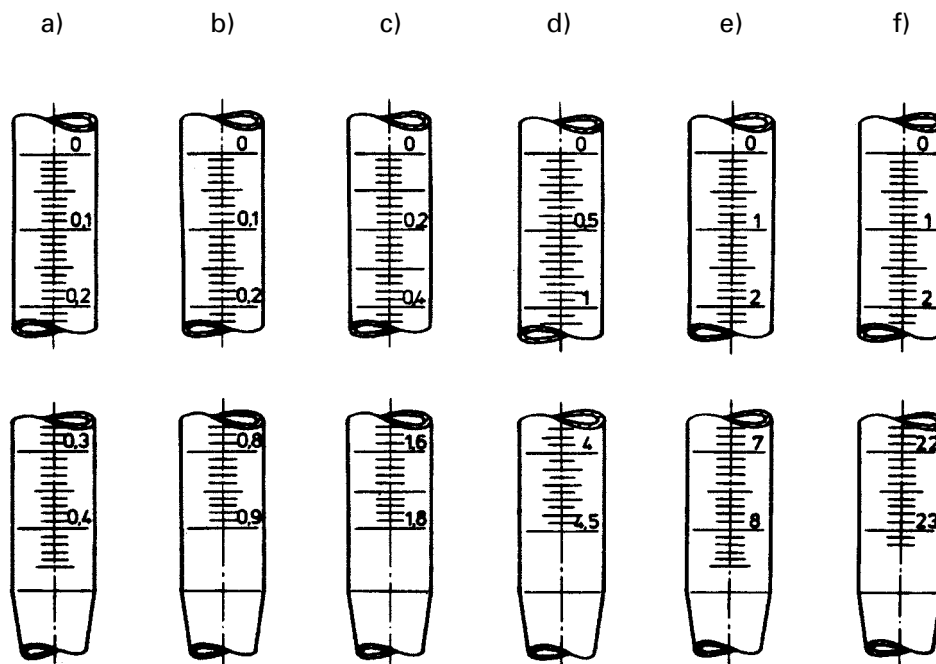 a) b) c) d) e) f)
0 0 0 0 0 0
0,1 0,1 0,2 0,5 1 1
0,2 0,2 0,4 1 2 2
0,3 0,8 1,6 4 7 22
0,4 0,9 1,8 4,5 8 23